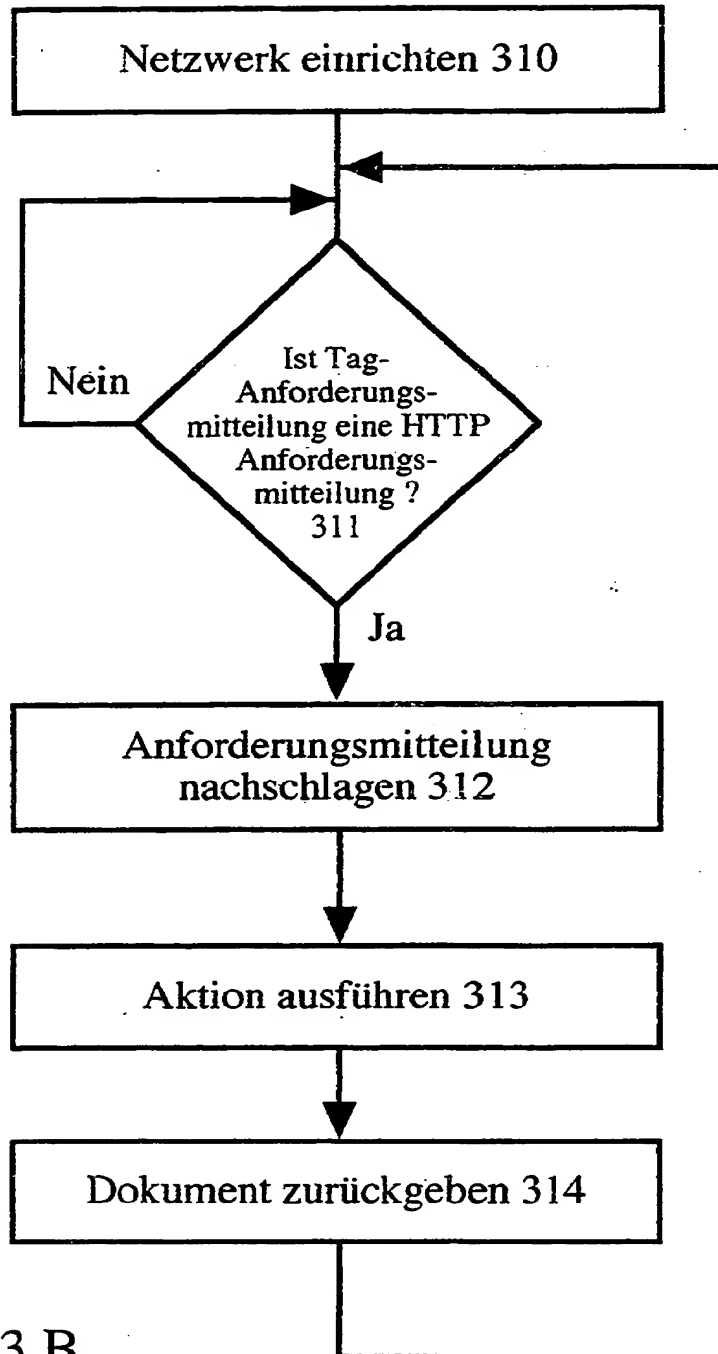 Netzwerk einrichten 310
Nein
Ist Tag-
Anforderungs-
mitteilung eine HTTP
Anforderungs-
mitteilung ?
311
Ja
Anforderungsmitteilung
nachschlagen 312
Aktion ausführen 313
Dokument zurückgeben 314
3 B